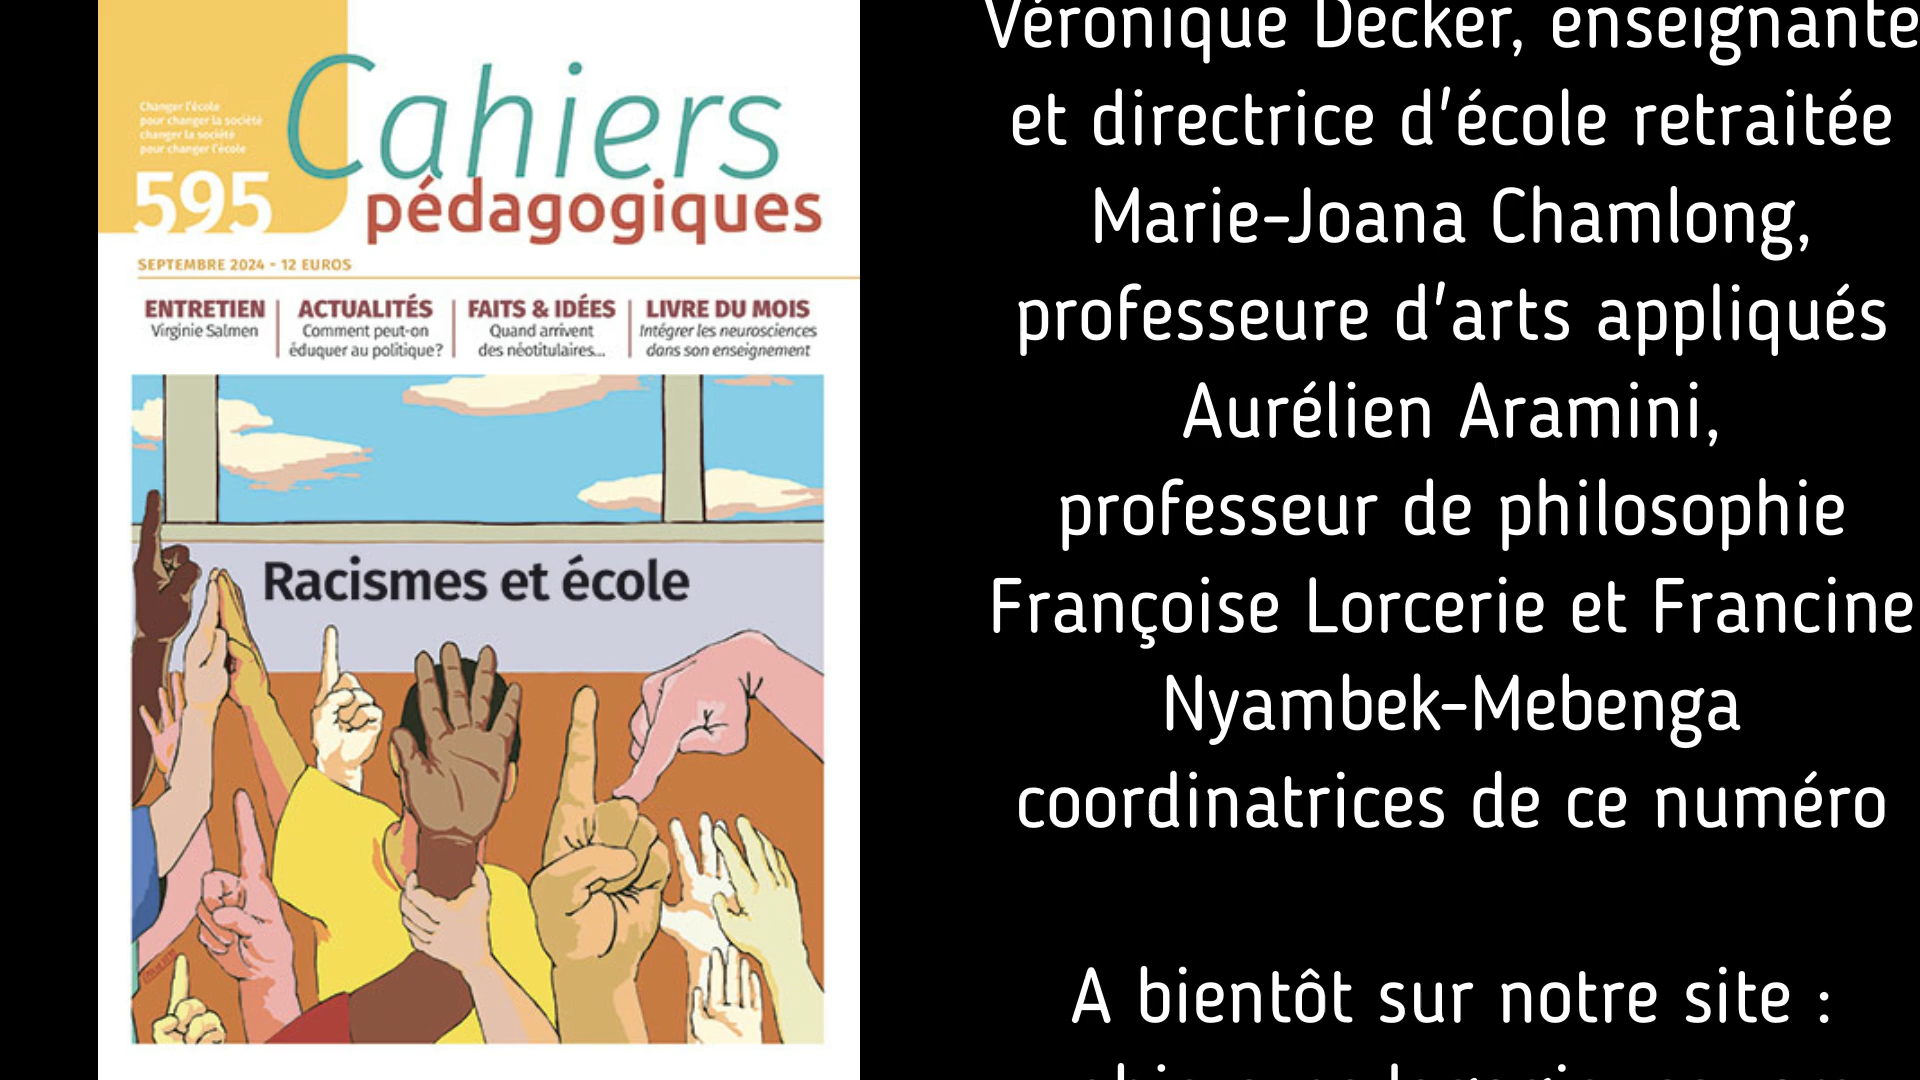 Changer l'école
pour changer la société
changer la société
pour changer l'école
595
Cahiers
pédagogiques
SEPTEMBRE 2024 - 12 EUROS
ENTRETIEN
Virginie Salmen
ACTUALITÉS
Comment peut-on
éduquer au politique?
FAITS & IDÉES
Quand arrivent
des néotitulaires...
LIVRE DU MOIS
Intégrer les neurosciences
dans son enseignement
Racismes et école
Véronique Decker, enseignante
et directrice d'école retraitée
Marie-Joana Chamlong,
professeure d'arts appliqués
Aurélien Aramini,
professeur de philosophie
Françoise Lorcerie et Francine
Nyambek-Mebenga
coordinatrices de ce numéro
A bientôt sur notre site :